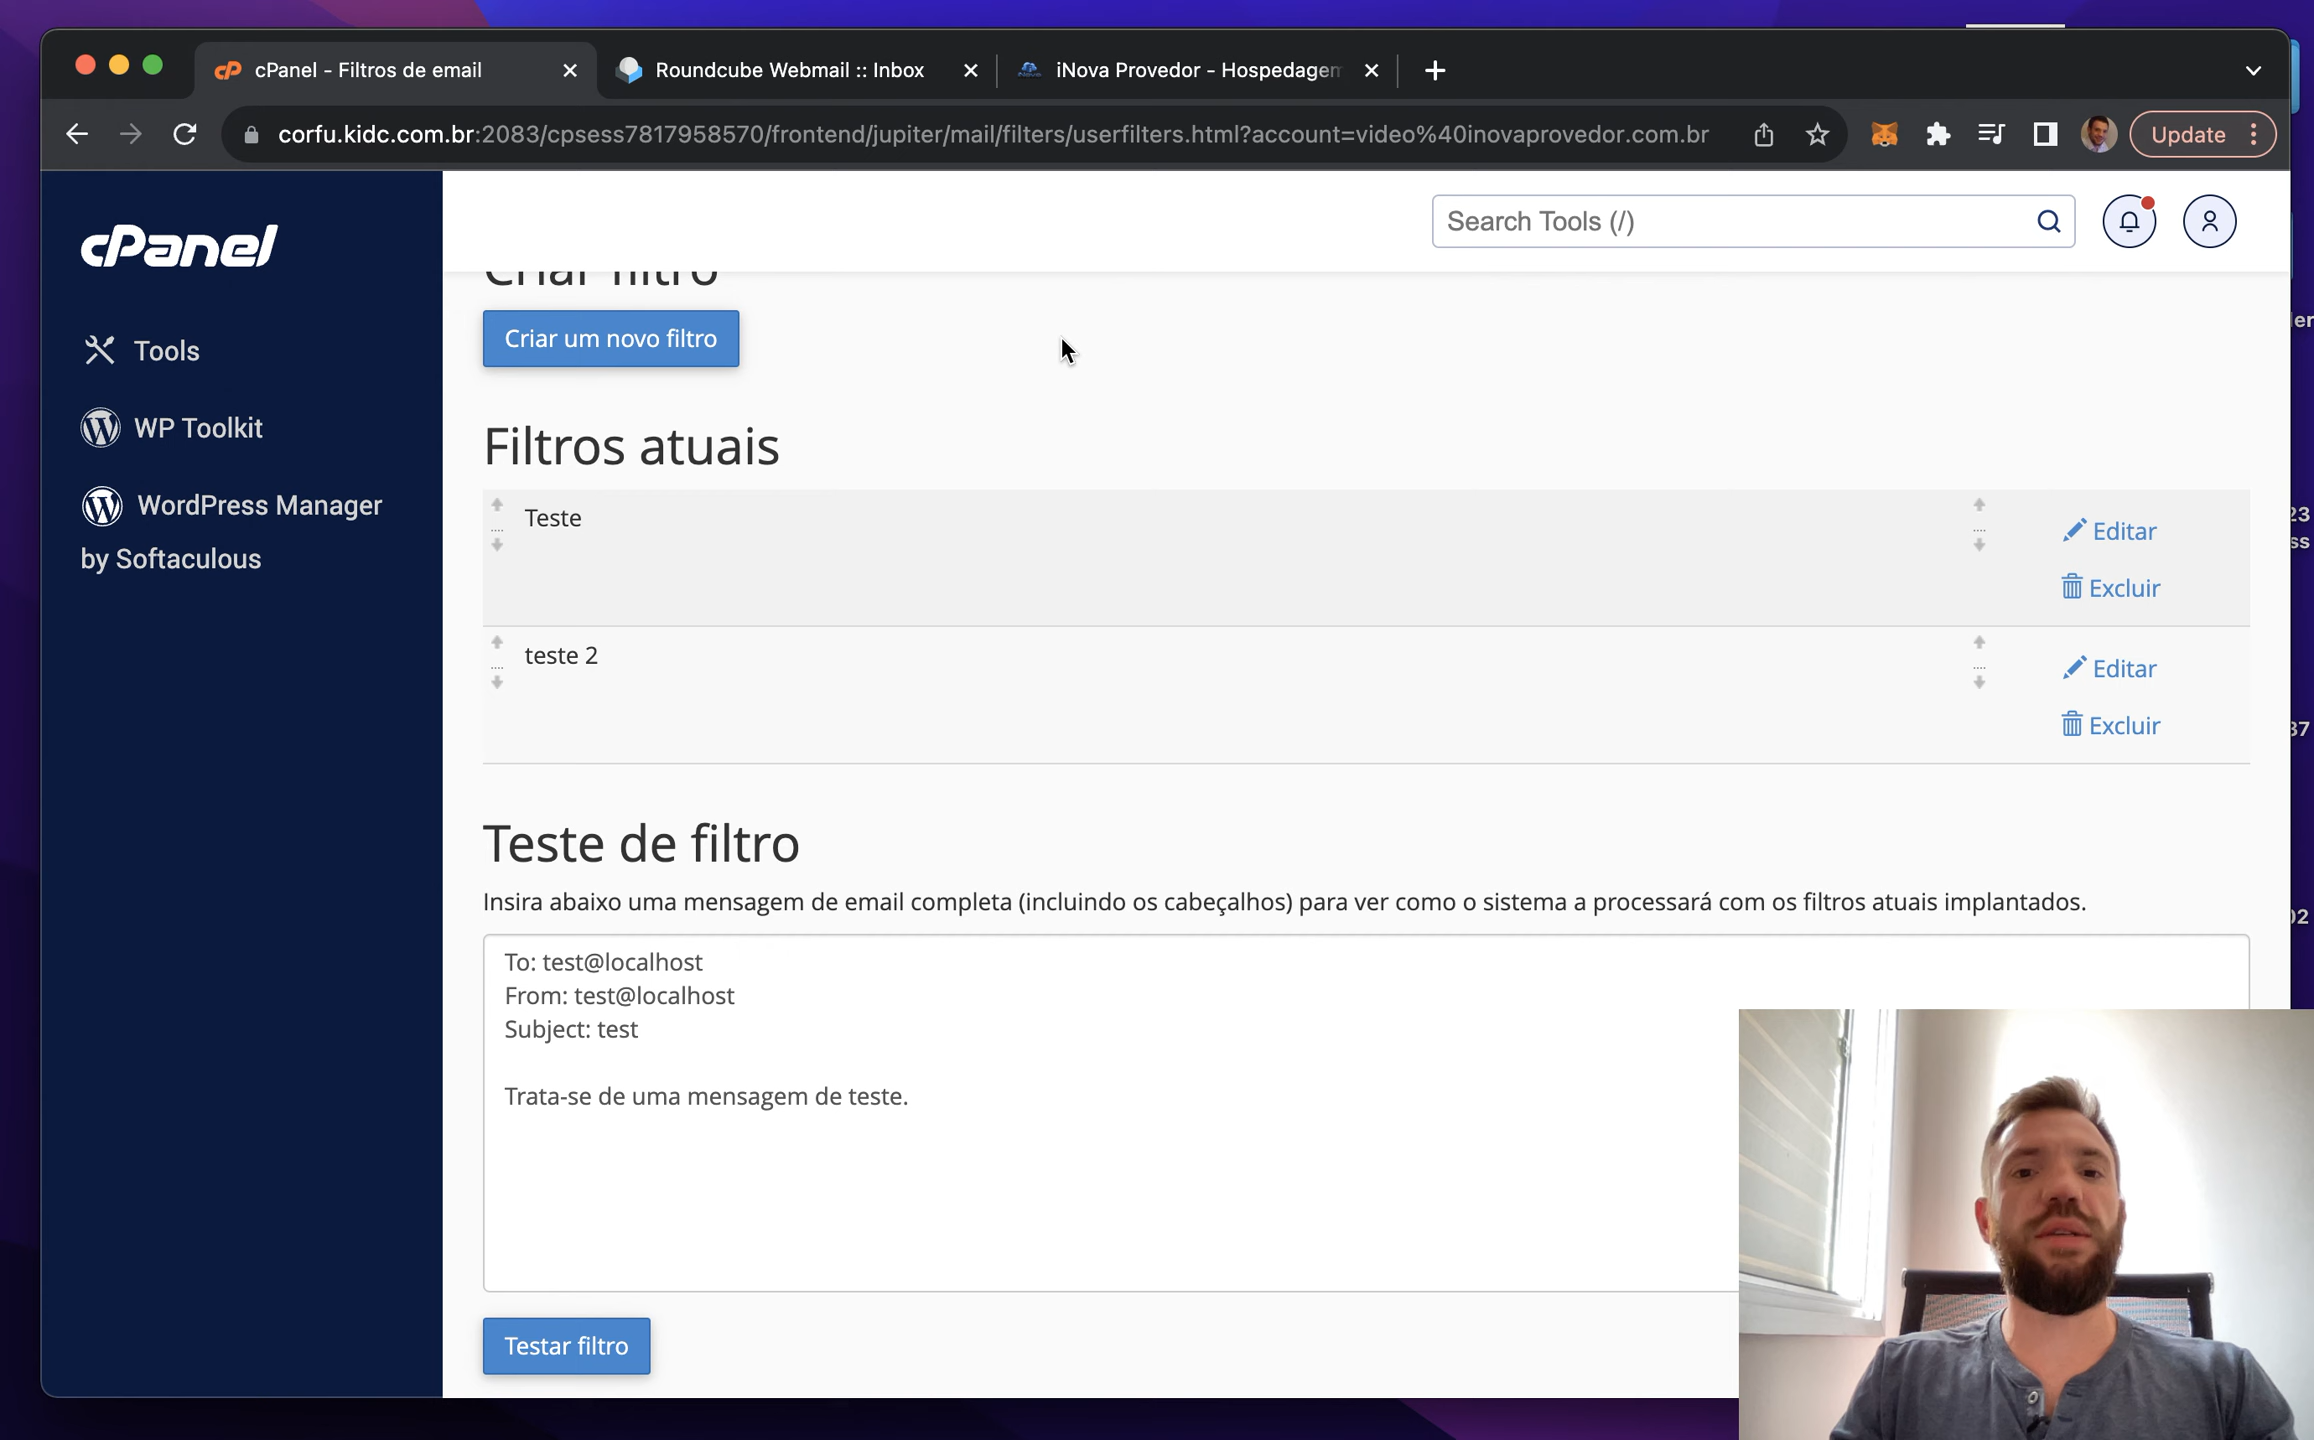 cPanel - Filtros de email
Roundcube Webmail :: Inbox
iNova Provedor - Hospedagem
corfu.kidc.com.br:2083/cpsess7817958570/frontend/jupiter/mail/filters/userfilters.html?account=video%40inovaprovedor.com.br
Update
cPanel
Search Tools (/)
Criar filtro
Tools
Criar um novo filtro
WP Toolkit
WordPress Manager
by Softaculous
Filtros atuais
Teste
Editar
Excluir
teste 2
Editar
Excluir
Teste de filtro
Insira abaixo uma mensagem de email completa (incluindo os cabeçalhos) para ver como o sistema a processará com os filtros atuais implantados.
To: test@localhost
From: test@localhost
Subject: test
Trata-se de uma mensagem de teste.
Testar filtro